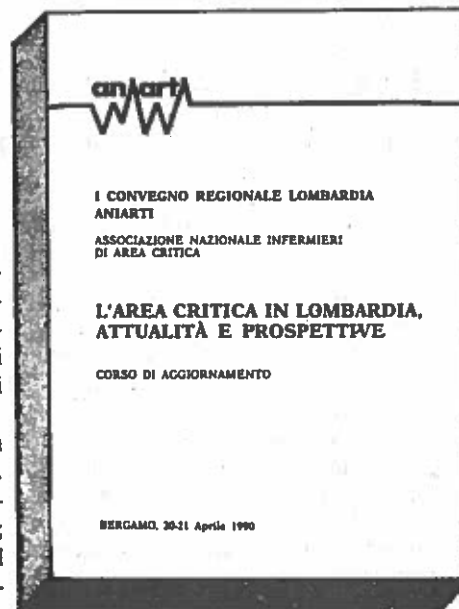 aniarti
I CONVEGNO REGIONALE LOMBARDIA
ANIARTI
ASSOCIAZIONE NAZIONALE INFERMIERI
DI AREA CRITICA
L'AREA CRITICA IN LOMBARDIA,
ATTUALITÀ E PROSPETTIVE
CORSO DI AGGIORNAMENTO
BERGAMO, 20-21 Aprile 1990